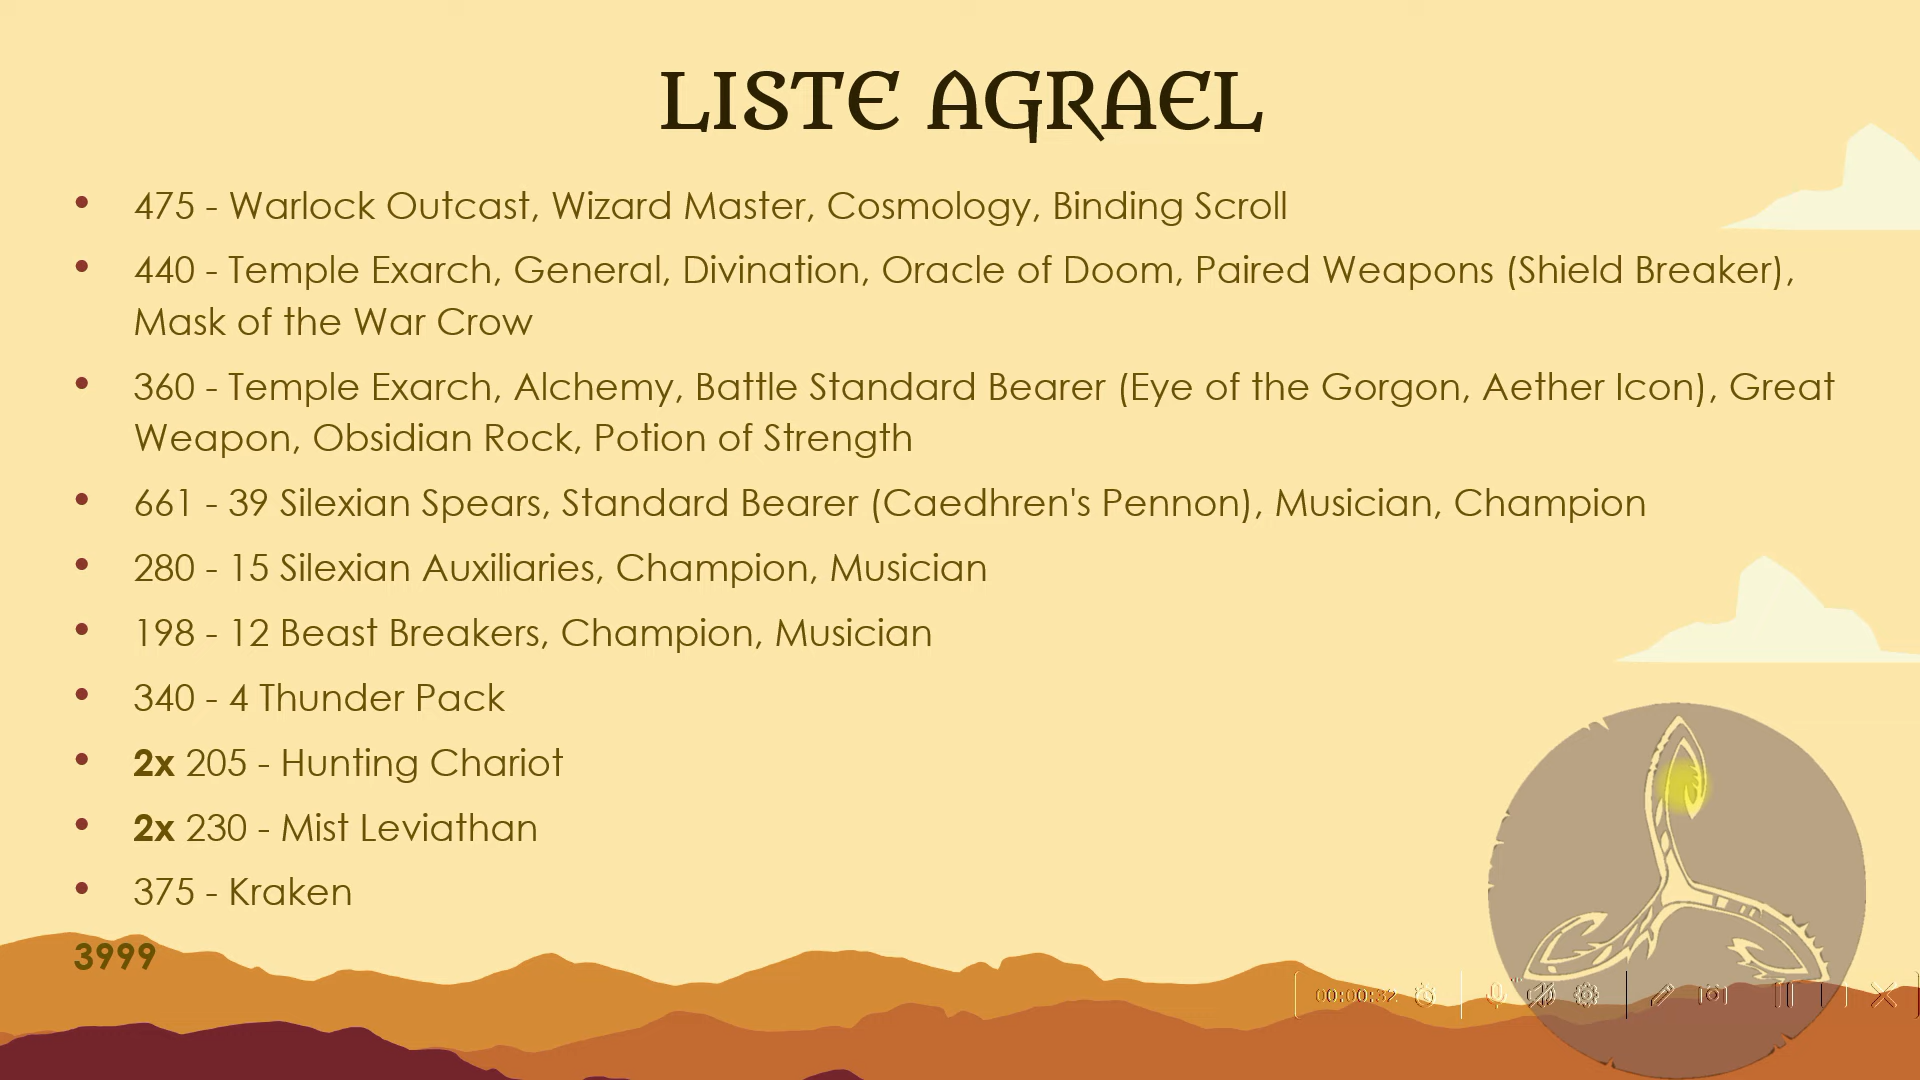 LISTE AGRAEL
• 475 - Warlock Outcast, Wizard Master, Cosmology, Binding Scroll
• 440 - Temple Exarch, General, Divination, Oracle of Doom, Paired Weapons (Shield Breaker),
Mask of the War Crow
• 360 - Temple Exarch, Alchemy, Battle Standard Bearer (Eye of the Gorgon, Aether Icon), Great
Weapon, Obsidian Rock, Potion of Strength
• 661 - 39 Silexian Spears, Standard Bearer (Caedhren's Pennon), Musician, Champion
• 280 - 15 Silexian Auxiliaries, Champion, Musician
• 198 - 12 Beast Breakers, Champion, Musician
• 340 - 4 Thunder Pack
• 2x 205 - Hunting Chariot
• 2x 230 - Mist Leviathan
• 375 - Kraken
3999
00:00:32